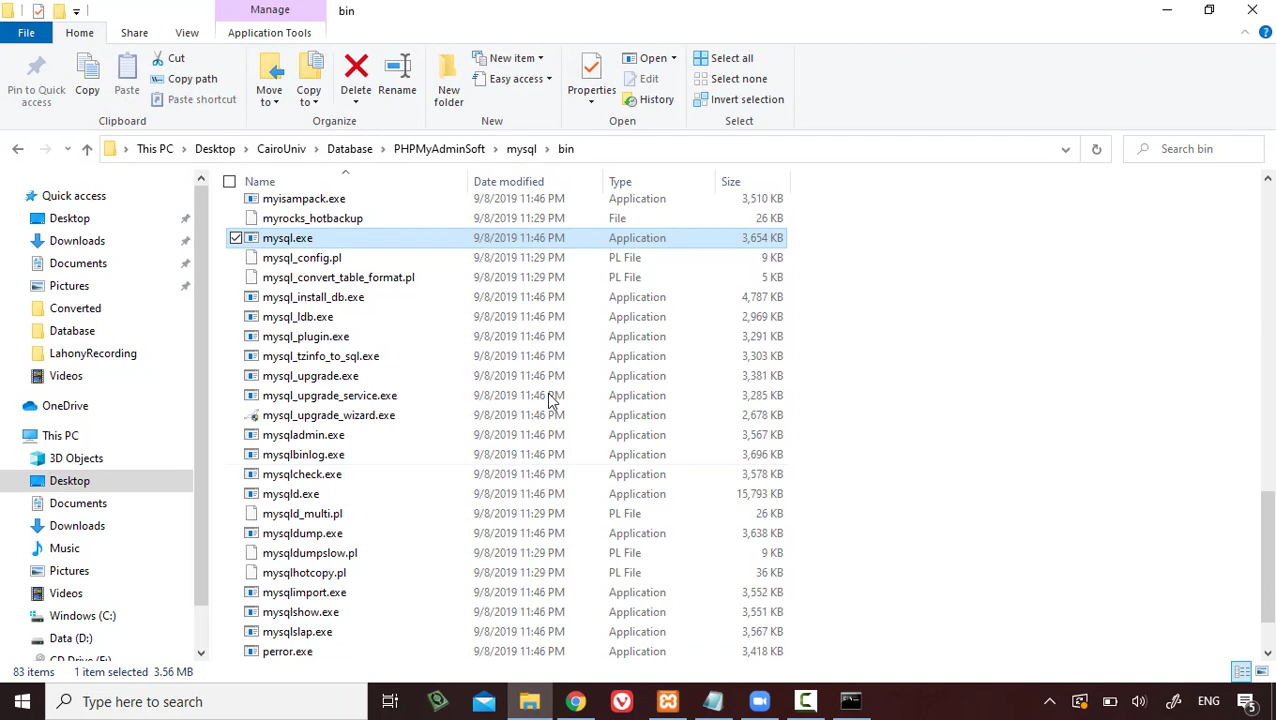 Manage
bin
File
Home
Share
View
Application Tools
Pin to Quick access
Copy
Paste
Cut
Copy path
Paste shortcut
Clipboard
Move to
Copy to
Delete
Rename
Organize
New folder
New item
Easy access
New
Properties
Open
Edit
History
Open
Select all
Select none
Invert selection
Select
This PC
Desktop
CairoUniv
Database
PHPMyAdminSoft
mysql
bin
Search bin
Quick access
Desktop
Downloads
Documents
Pictures
Converted
Database
LahonyRecording
Videos
OneDrive
This PC
3D Objects
Desktop
Documents
Downloads
Music
Pictures
Videos
Windows (C:)
Data (D:)
Name Date modified Type Size
myisampack.exe 9/8/2019 11:46 PM Application 3,510 KB
myrocks_hotbackup 9/8/2019 11:29 PM File 26 KB
mysql.exe 9/8/2019 11:46 PM Application 3,654 KB
mysql_config.pl 9/8/2019 11:29 PM PL File 9 KB
mysql_convert_table_format.pl 9/8/2019 11:29 PM PL File 5 KB
mysql_install_db.exe 9/8/2019 11:46 PM Application 4,787 KB
mysql_ldb.exe 9/8/2019 11:46 PM Application 2,969 KB
mysql_plugin.exe 9/8/2019 11:46 PM Application 3,291 KB
mysql_tzinfo_to_sql.exe 9/8/2019 11:46 PM Application 3,303 KB
mysql_upgrade.exe 9/8/2019 11:46 PM Application 3,381 KB
mysql_upgrade_service.exe 9/8/2019 11:46 PM Application 3,285 KB
mysql_upgrade_wizard.exe 9/8/2019 11:46 PM Application 2,678 KB
mysqladmin.exe 9/8/2019 11:46 PM Application 3,567 KB
mysqlbinlog.exe 9/8/2019 11:46 PM Application 3,696 KB
mysqlcheck.exe 9/8/2019 11:46 PM Application 3,578 KB
mysqld.exe 9/8/2019 11:46 PM Application 15,793 KB
mysqld_multi.pl 9/8/2019 11:29 PM PL File 26 KB
mysqldump.exe 9/8/2019 11:46 PM Application 3,638 KB
mysqldumpslow.pl 9/8/2019 11:29 PM PL File 9 KB
mysqlhotcopy.pl 9/8/2019 11:29 PM PL File 36 KB
mysqlimport.exe 9/8/2019 11:46 PM Application 3,552 KB
mysqlshow.exe 9/8/2019 11:46 PM Application 3,551 KB
mysqlslap.exe 9/8/2019 11:46 PM Application 3,567 KB
perror.exe 9/8/2019 11:46 PM Application 3,418 KB
83 items 1 item selected 3.56 MB
Type here to search
ENG
5